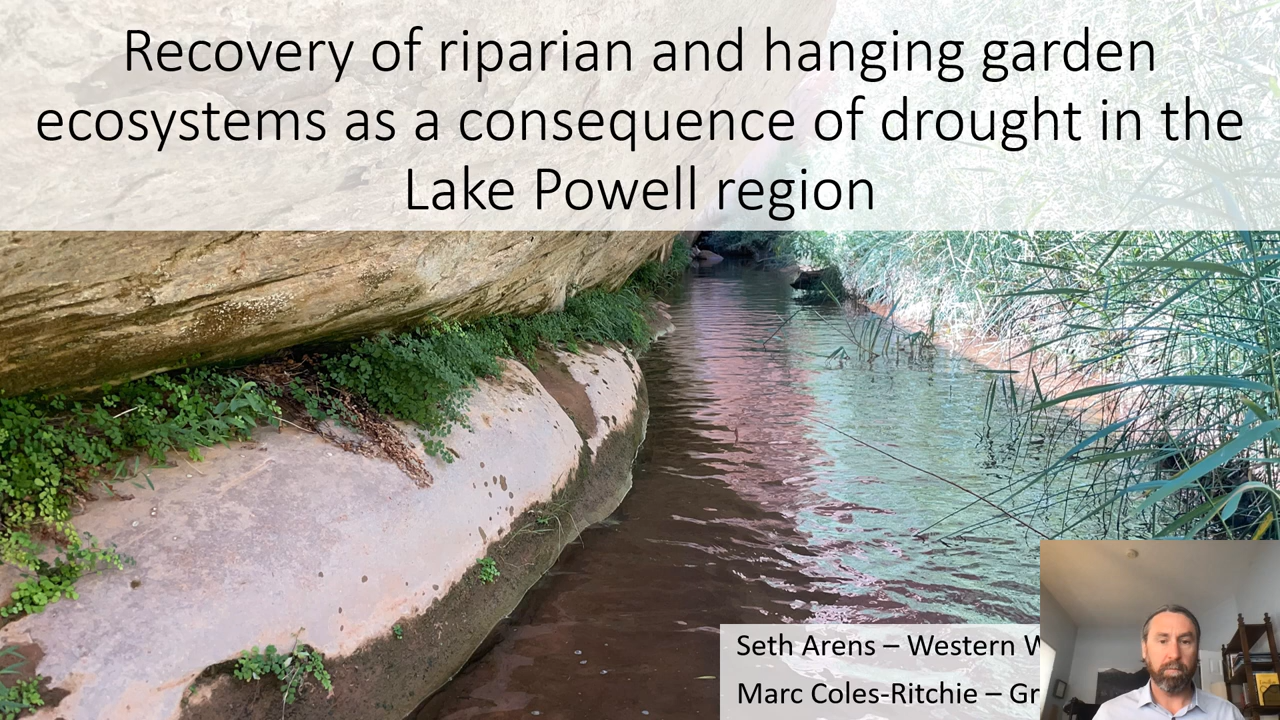 Recovery of riparian and hanging garden
ecosystems as a consequence of drought in the
Lake Powell region
Seth Arens – Western W
Marc Coles-Ritchie – Gr